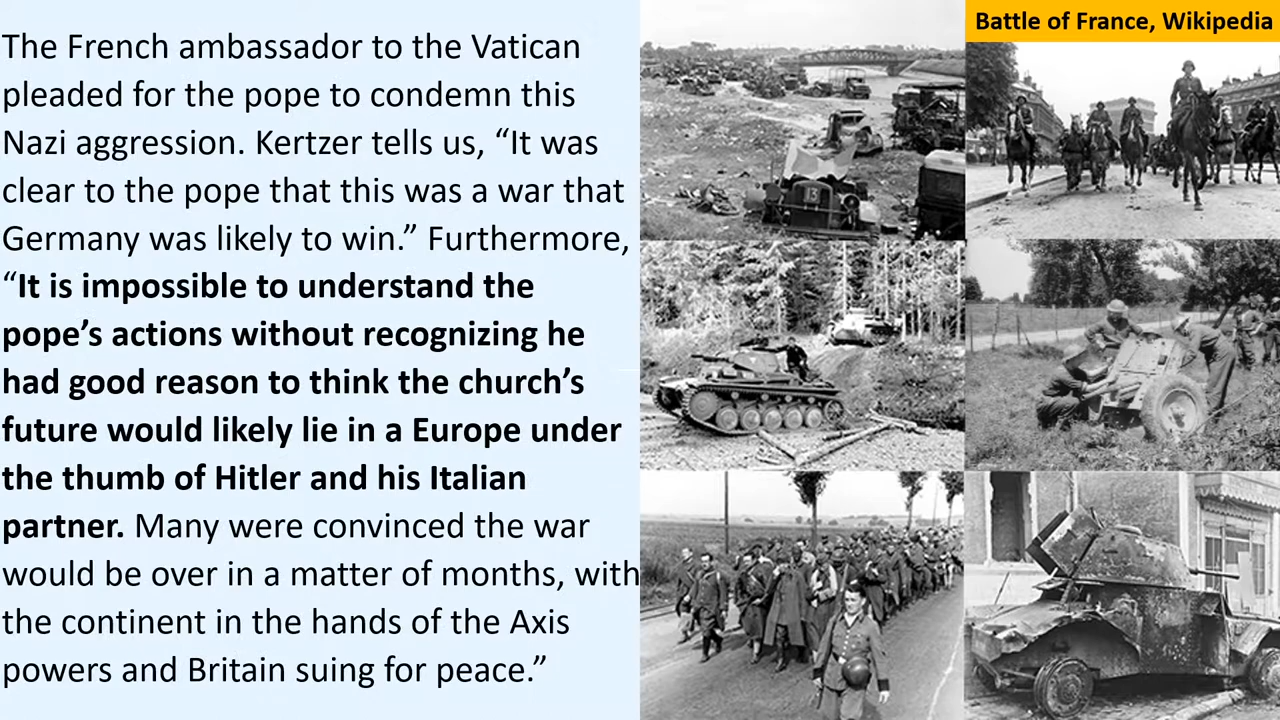 The French ambassador to the Vatican
pleaded for the pope to condemn this
Nazi aggression. Kertzer tells us, “It was
clear to the pope that this was a war that
Germany was likely to win.” Furthermore,
“It is impossible to understand the
pope’s actions without recognizing he
had good reason to think the church’s
future would likely lie in a Europe under
the thumb of Hitler and his Italian
partner. Many were convinced the war
would be over in a matter of months, with
the continent in the hands of the Axis
powers and Britain suing for peace.”
Battle of France, Wikipedia